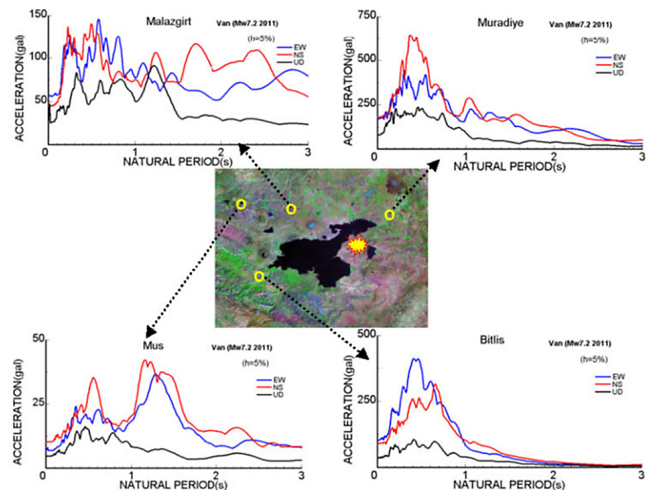 Malazgirt
Van (Mw7.2 2011)
(h=5%)
EW
NS
UD
ACCELERATION(gal)
150
100
50
0
1
2
3
NATURAL PERIOD(s)
Muradiye
Van (Mw7.2 2011)
(h=5%)
EW
NS
UD
ACCELERATION(gal)
750
500
250
0
1
2
3
NATURAL PERIOD(s)
Mus
Van (Mw7.2 2011)
(h=5%)
EW
NS
UD
ACCELERATION(gal)
50
25
0
1
2
3
NATURAL PERIOD(s)
Bitlis
Van (Mw7.2 2011)
(h=5%)
EW
NS
UD
ACCELERATION(gal)
500
250
0
1
2
3
NATURAL PERIOD(s)